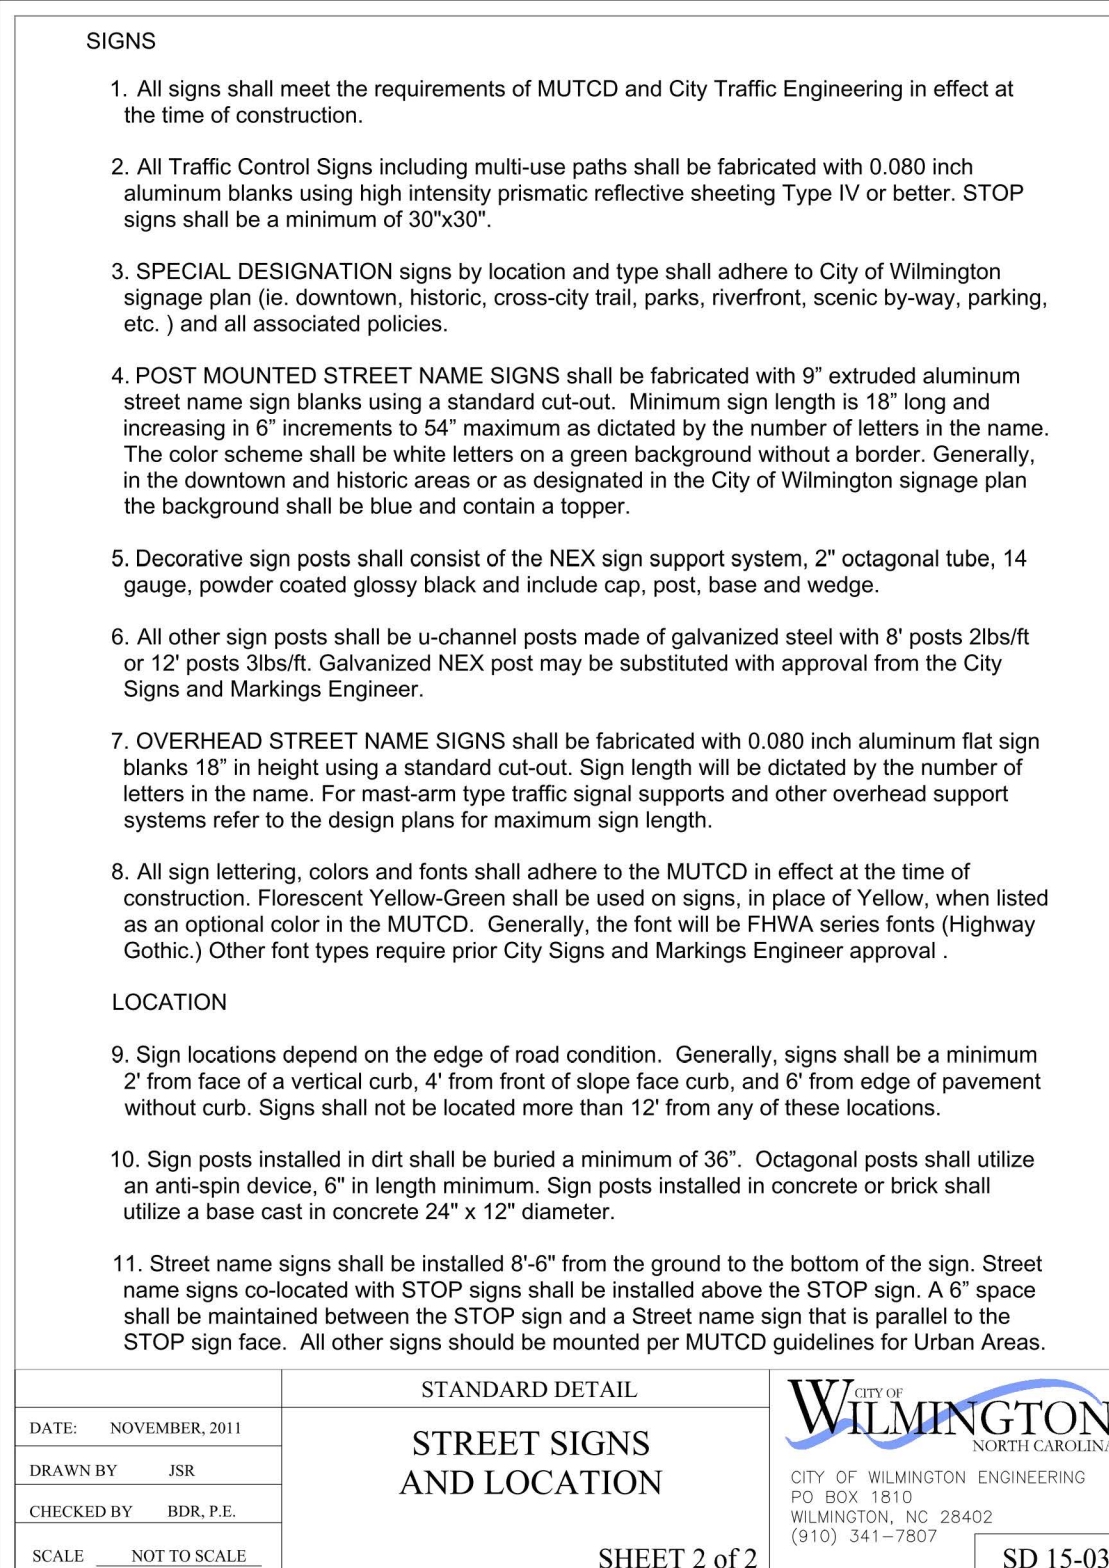 SIGNS
1. All signs shall meet the requirements of MUTCD and City Traffic Engineering in effect at
the time of construction.
2. All Traffic Control Signs including multi-use paths shall be fabricated with 0.080 inch
aluminum blanks using high intensity prismatic reflective sheeting Type IV or better. STOP
signs shall be a minimum of 30"x30".
3. SPECIAL DESIGNATION signs by location and type shall adhere to City of Wilmington
signage plan (ie. downtown, historic, cross-city trail, parks, riverfront, scenic by-way, parking,
etc. ) and all associated policies.
4. POST MOUNTED STREET NAME SIGNS shall be fabricated with 9” extruded aluminum
street name sign blanks using a standard cut-out.  Minimum sign length is 18” long and
increasing in 6” increments to 54” maximum as dictated by the number of letters in the name.
The color scheme shall be white letters on a green background without a border. Generally,
in the downtown and historic areas or as designated in the City of Wilmington signage plan
the background shall be blue and contain a topper.
5. Decorative sign posts shall consist of the NEX sign support system, 2" octagonal tube, 14
gauge, powder coated glossy black and include cap, post, base and wedge.
6. All other sign posts shall be u-channel posts made of galvanized steel with 8' posts 2lbs/ft
or 12' posts 3lbs/ft. Galvanized NEX post may be substituted with approval from the City
Signs and Markings Engineer.
7. OVERHEAD STREET NAME SIGNS shall be fabricated with 0.080 inch aluminum flat sign
blanks 18” in height using a standard cut-out. Sign length will be dictated by the number of
letters in the name. For mast-arm type traffic signal supports and other overhead support
systems refer to the design plans for maximum sign length.
8. All sign lettering, colors and fonts shall adhere to the MUTCD in effect at the time of
construction. Florescent Yellow-Green shall be used on signs, in place of Yellow, when listed
as an optional color in the MUTCD.  Generally, the font will be FHWA series fonts (Highway
Gothic.) Other font types require prior City Signs and Markings Engineer approval .
LOCATION
9. Sign locations depend on the edge of road condition.  Generally, signs shall be a minimum
2' from face of a vertical curb, 4' from front of slope face curb, and 6' from edge of pavement
without curb. Signs shall not be located more than 12' from any of these locations.
10. Sign posts installed in dirt shall be buried a minimum of 36”.  Octagonal posts shall utilize
an anti-spin device, 6" in length minimum. Sign posts installed in concrete or brick shall
utilize a base cast in concrete 24" x 12" diameter.
11. Street name signs shall be installed 8'-6" from the ground to the bottom of the sign. Street
name signs co-located with STOP signs shall be installed above the STOP sign. A 6” space
shall be maintained between the STOP sign and a Street name sign that is parallel to the
STOP sign face.  All other signs should be mounted per MUTCD guidelines for Urban Areas.
DATE: NOVEMBER, 2011
DRAWN BY JSR
CHECKED BY BDR, P.E.
SCALE NOT TO SCALE
STANDARD DETAIL
STREET SIGNS
AND LOCATION
SHEET 2 of 2
CITY OF
WILMINGTON
NORTH CAROLINA
CITY OF WILMINGTON ENGINEERING
PO BOX 1810
WILMINGTON, NC 28402
(910) 341-7807
SD 15-03